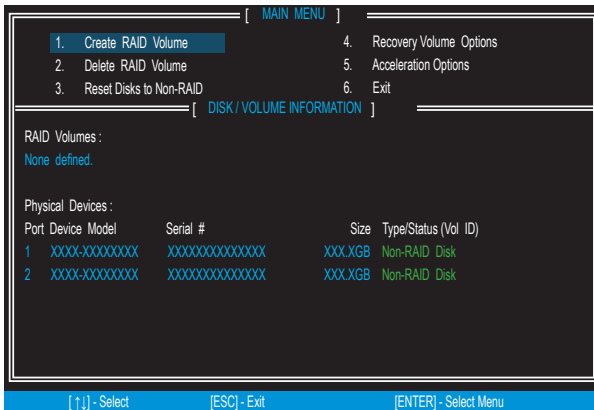 [ MAIN MENU ]
1. Create RAID Volume 4. Recovery Volume Options
2. Delete RAID Volume 5. Acceleration Options
3. Reset Disks to Non-RAID 6. Exit
[ DISK / VOLUME INFORMATION ]
RAID Volumes :
None defined.
Physical Devices :
Port Device Model Serial # Size Type/Status (Vol ID)
1 XXXX-XXXXXXXX XXXXXXXXXXXXXX XXX.XGB Non-RAID Disk
2 XXXX-XXXXXXXX XXXXXXXXXXXXXX XXX.XGB Non-RAID Disk
[↑↓] - Select [ESC] - Exit [ENTER] - Select Menu